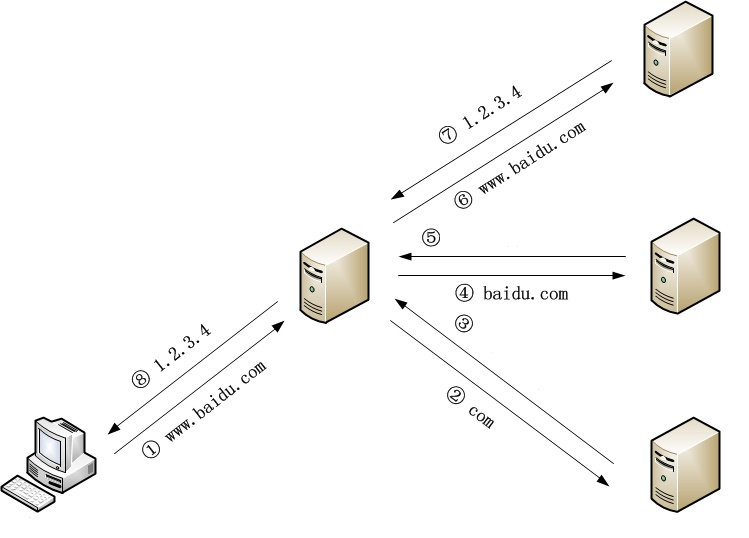 ⑦ 1.2.3.4
⑥ www.baidu.com
⑤
④ baidu.com
③
② com
⑧ 1.2.3.4
① www.baidu.com